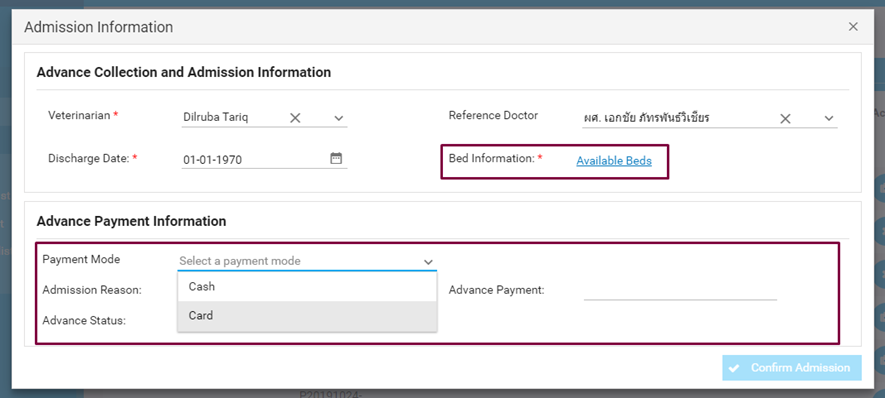 Admission Information
Advance Collection and Admission Information
Veterinarian * Dilruba Tariq Reference Doctor ผศ. เอกชัย ภัทรพันธ์วิเชียร
Discharge Date: * 01-01-1970 Bed Information: * Available Beds
Advance Payment Information
Payment Mode Select a payment mode
Admission Reason: Cash Advance Payment:
Advance Status: Card
Confirm Admission
P20191024-